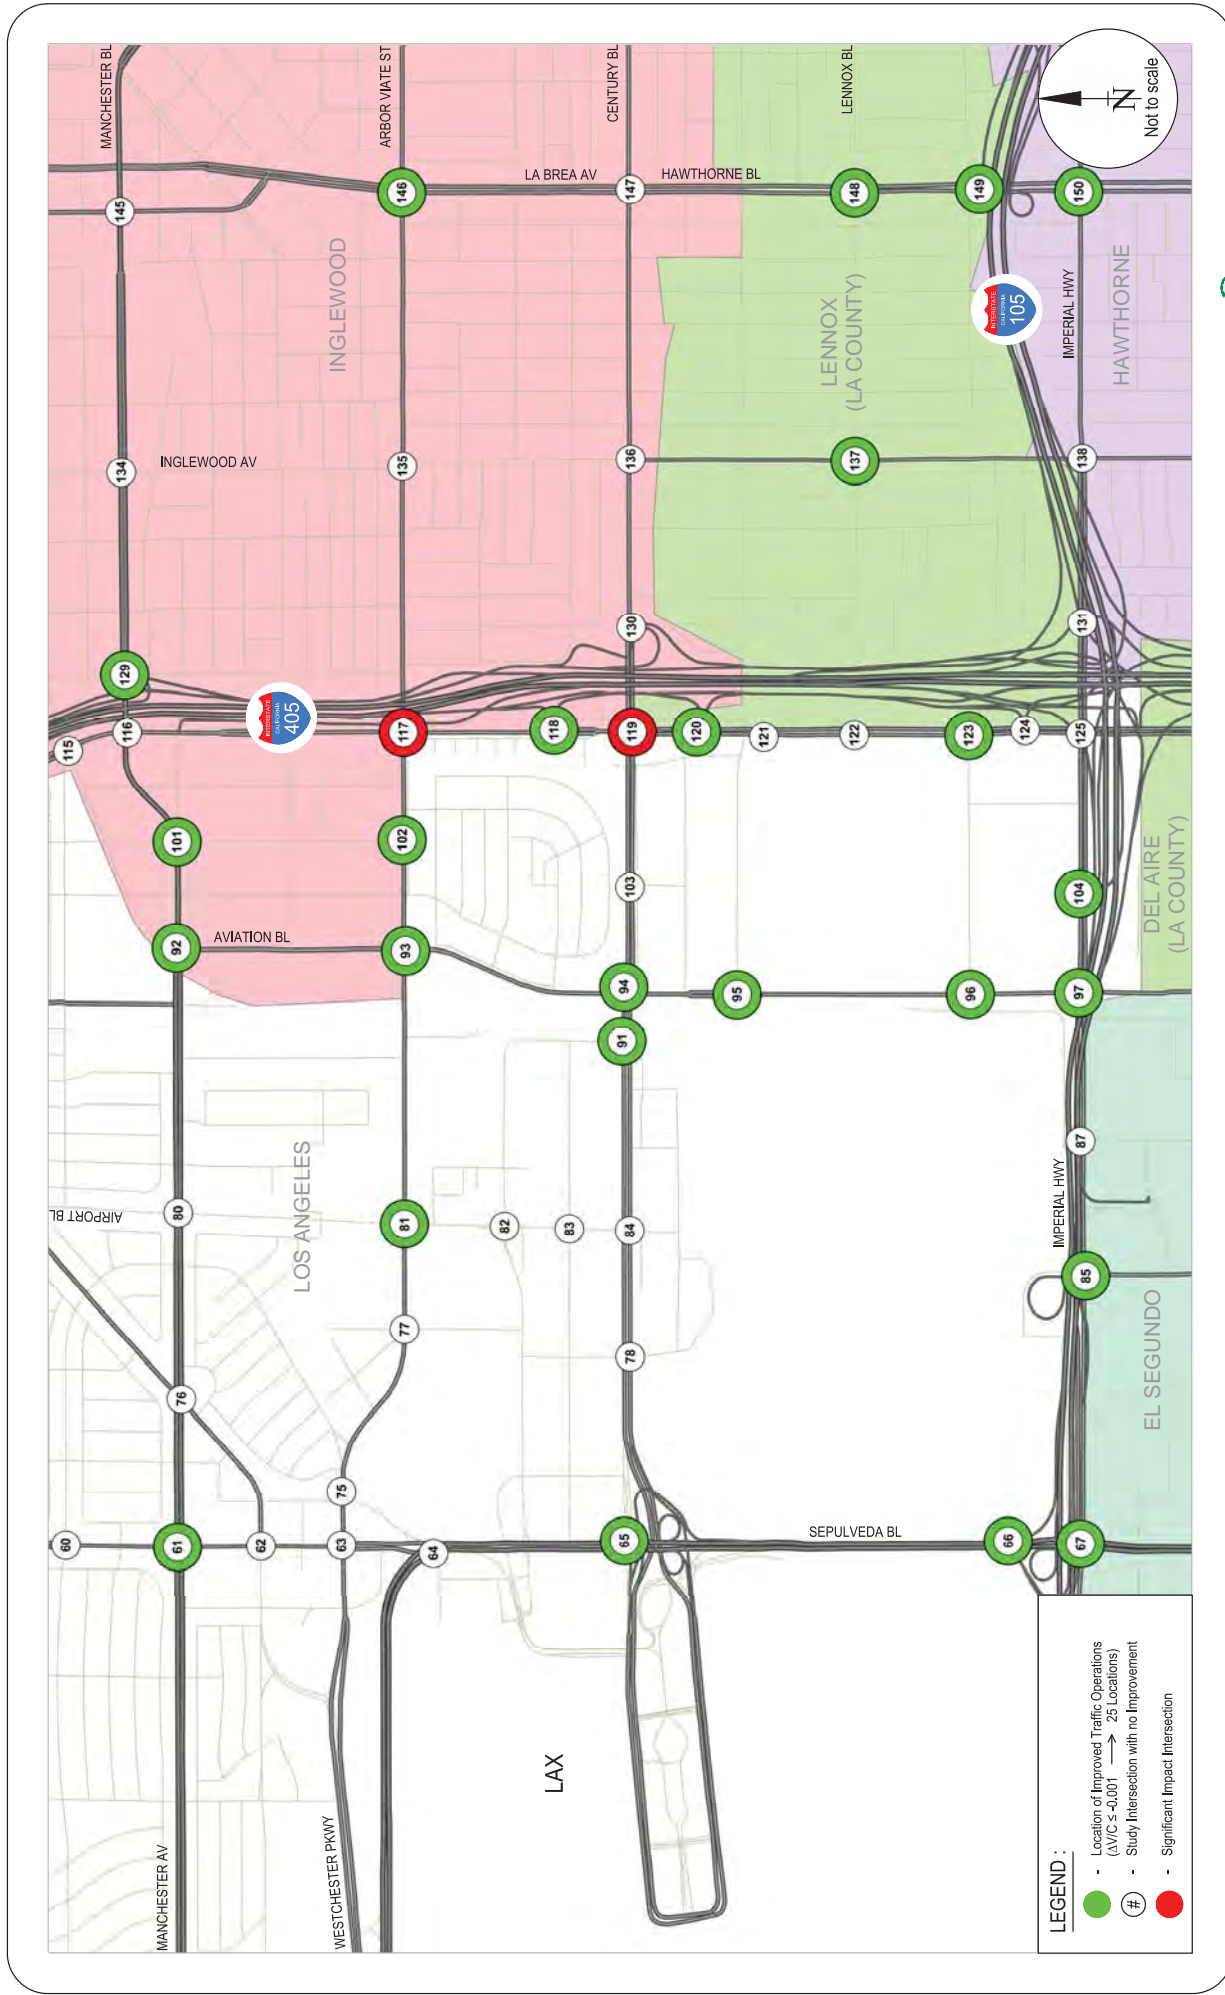 60
115
AIRPORT BL
MANCHESTER BL
129
116
134
145
MANCHESTER AV
61
76
80
92
101
INGLEWOOD AV
AVIATION BL
62
LOS ANGELES
INTERSTATE
CALIFORNIA
405
INGLEWOOD
WESTCHESTER PKWY
63
75
ARBOR VIATE ST
77
81
93
102
117
135
146
64
82
LAX
118
LA BREA AV
83
65
78
84
91
94
103
119
130
136
147
CENTURY BL
HAWTHORNE BL
120
95
121
LENNOX
(LA COUNTY)
122
137
148
LENNOX BL
SEPULVEDA BL
96
123
149
INTERSTATE
CALIFORNIA
105
66
124
IMPERIAL HWY
IMPERIAL HWY
67
85
87
97
104
125
131
138
150
EL SEGUNDO
DEL AIRE
(LA COUNTY)
HAWTHORNE
N
Not to scale
LEGEND :
- Location of Improved Traffic Operations
(ΔV/C ≤ -0.001 → 25 Locations)
# - Study Intersection with no Improvement
- Significant Impact Intersection